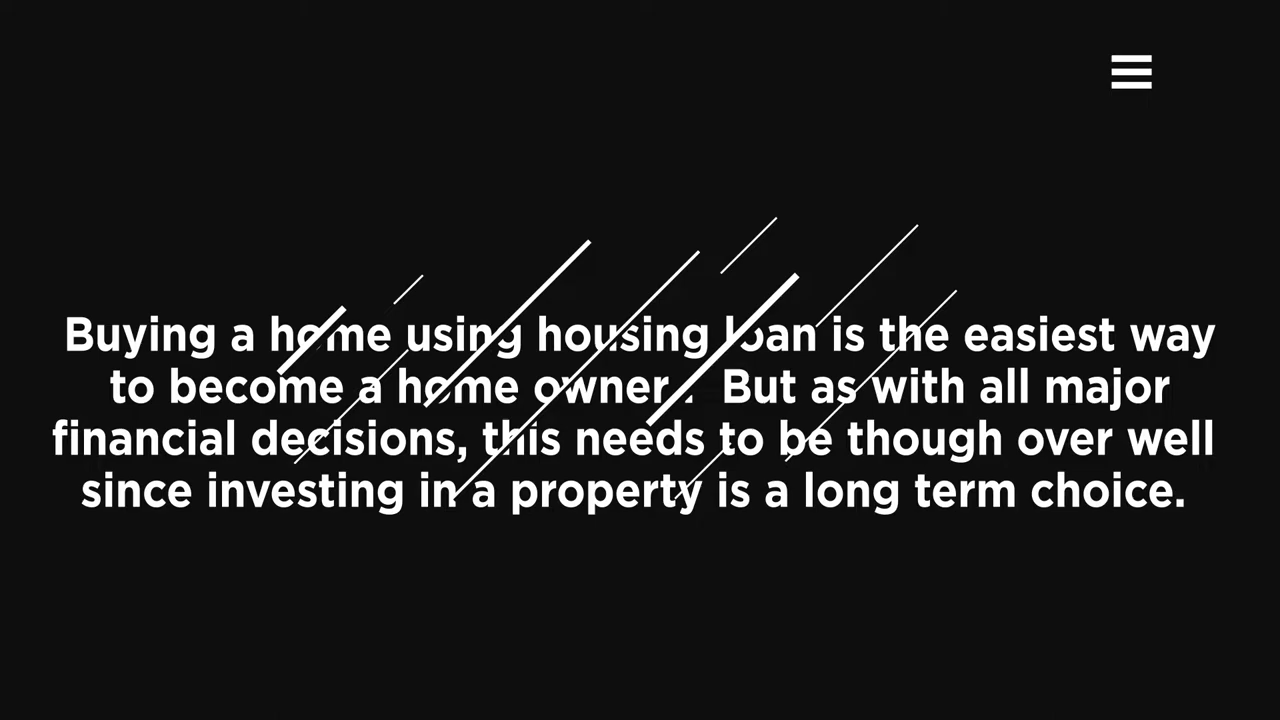 Buying a home using housing loan is the easiest way
to become a home owner.  But as with all major
financial decisions, this needs to be though over well
since investing in a property is a long term choice.